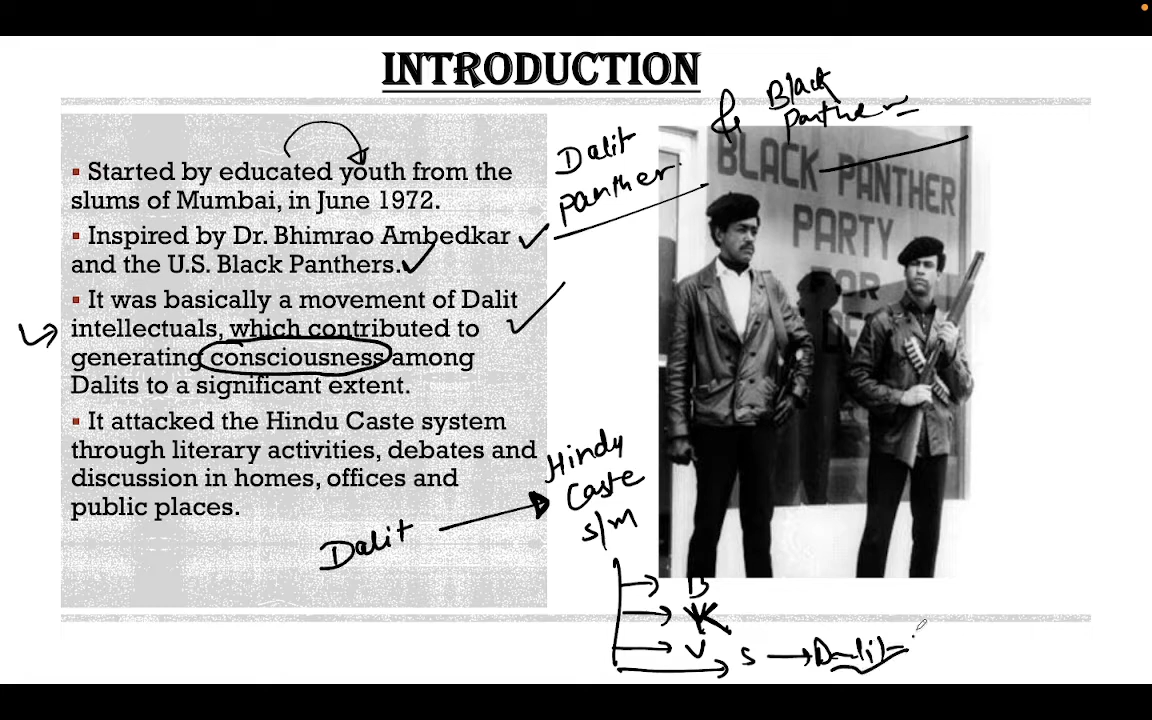 INTRODUCTION
▪ Started by educated youth from the
slums of Mumbai, in June 1972.
▪ Inspired by Dr. Bhimrao Ambedkar
and the U.S. Black Panthers.
▪ It was basically a movement of Dalit
intellectuals, which contributed to
generating consciousness among
Dalits to a significant extent.
▪ It attacked the Hindu Caste system
through literary activities, debates and
discussion in homes, offices and
public places.
Dalit
panther
& Black
Panther
BLACK PANTHER
PARTY
FOR
Dalit
Hindu
Caste
s/m
B
K
V
S → Dalit